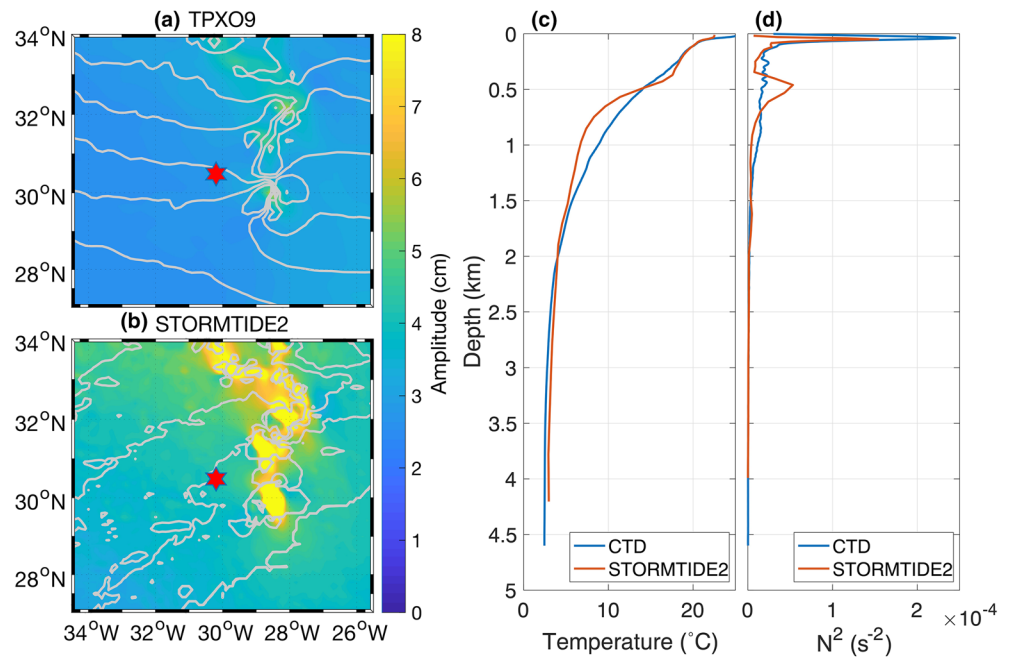 (a) TPXO9
34°N
32°N
30°N
28°N
(b) STORMTIDE2
34°N
32°N
30°N
28°N
34°W 32°W 30°W 28°W 26°W
8
7
6
5
4
3
2
1
0
Amplitude (cm)
(c)
0
0.5
1
1.5
2
2.5
3
3.5
4
4.5
5
Depth (km)
CTD
STORMTIDE2
0 10 20
Temperature (°C)
(d)
CTD
STORMTIDE2
0 2
×10⁻⁴
N² (s⁻²)